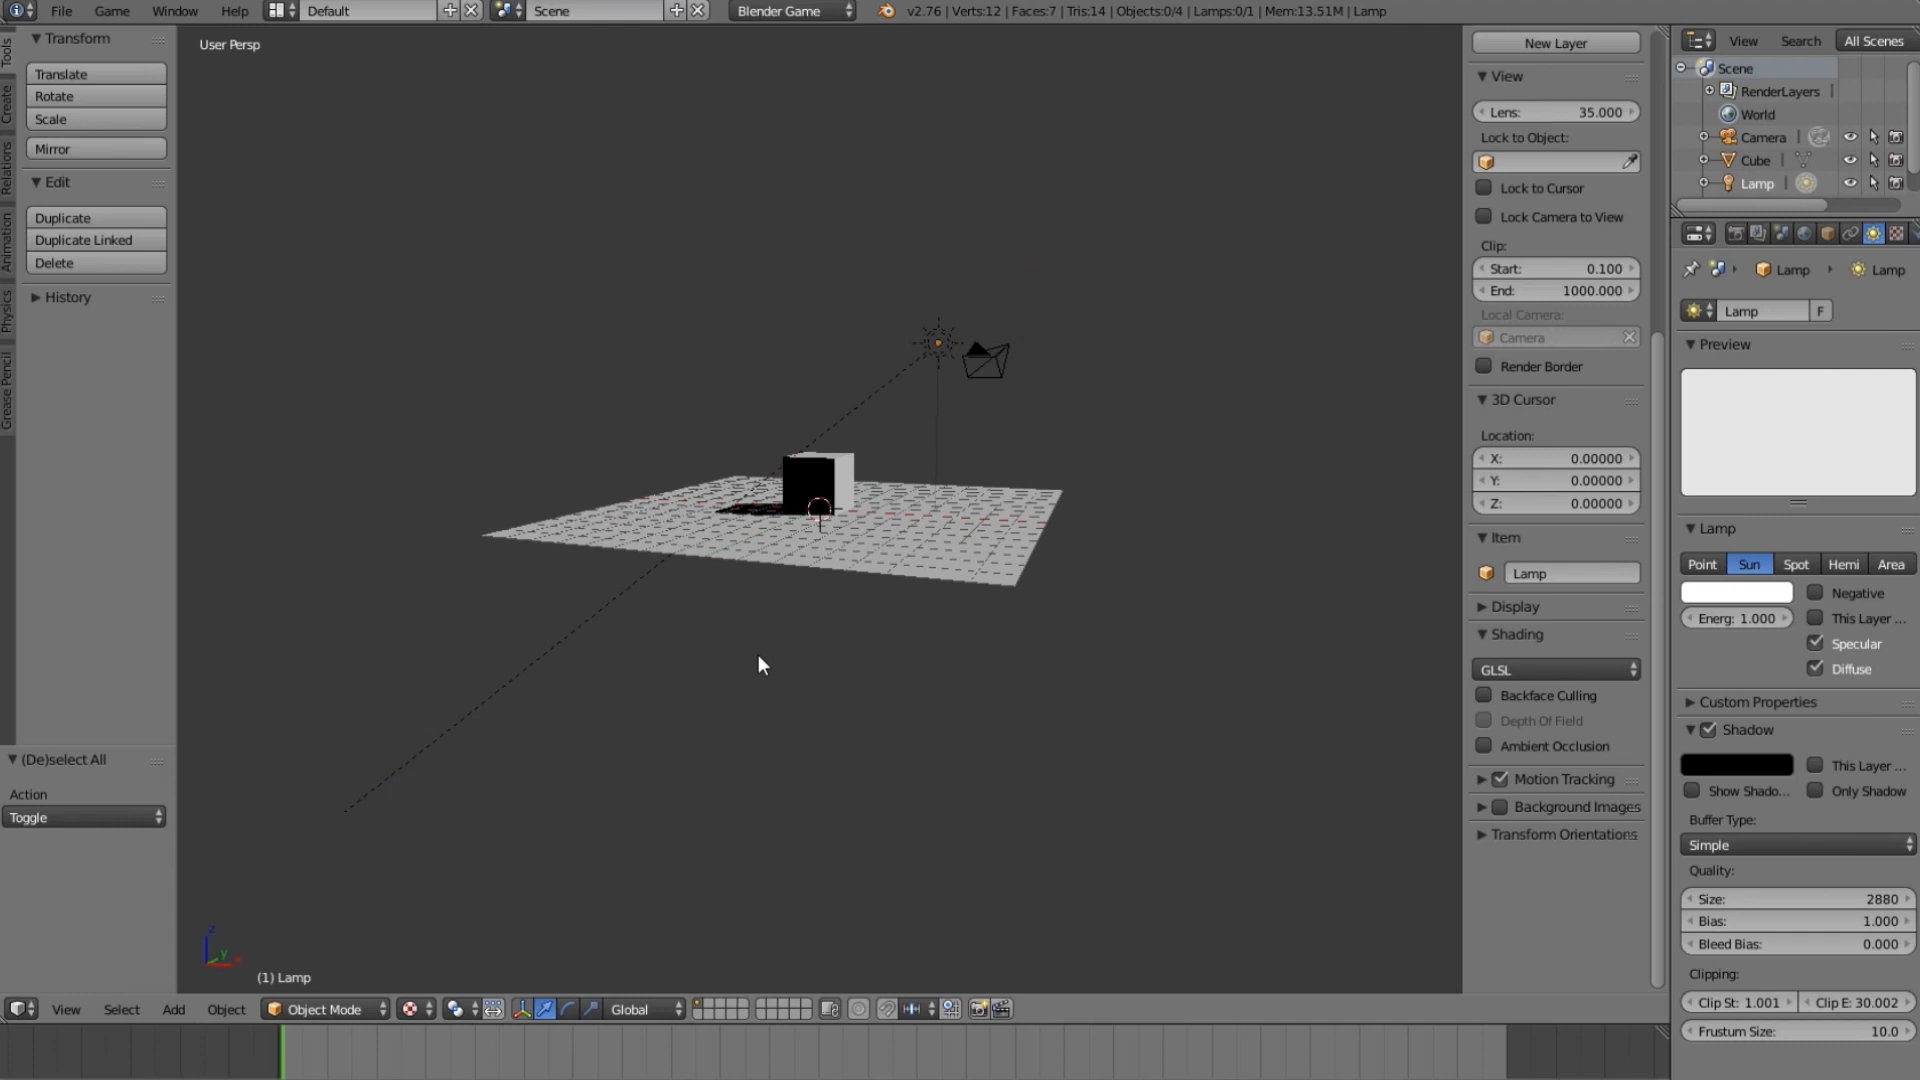 File Game Window Help Default Scene Blender Game v2.76 | Verts:12 | Faces:7 | Tris:14 | Objects:0/4 | Lamps:0/1 | Mem:13.51M | Lamp
Tools
Create
Relations
Animation
Physics
Grease Pencil
Transform
Translate
Rotate
Scale
Mirror
Edit
Duplicate
Duplicate Linked
Delete
History
(De)select All
Action
Toggle
User Persp
(1) Lamp
z
y
x
New Layer
View
Lens: 35.000
Lock to Object:
Lock to Cursor
Lock Camera to View
Clip:
Start: 0.100
End: 1000.000
Local Camera:
Camera
Render Border
3D Cursor
Location:
X: 0.00000
Y: 0.00000
Z: 0.00000
Item
Lamp
Display
Shading
GLSL
Backface Culling
Depth Of Field
Ambient Occlusion
Motion Tracking
Background Images
Transform Orientations
View Search All Scenes
Scene
RenderLayers
World
Camera
Cube
Lamp
Lamp Lamp
Lamp F
Preview
Lamp
Point Sun Spot Hemi Area
Negative
Energ: 1.000 This Layer ...
Specular
Diffuse
Custom Properties
Shadow
This Layer ...
Show Shado... Only Shadow
Buffer Type:
Simple
Quality:
Size: 2880
Bias: 1.000
Bleed Bias: 0.000
Clipping:
Clip St: 1.001 Clip E: 30.002
Frustum Size: 10.0
View Select Add Object Object Mode Global